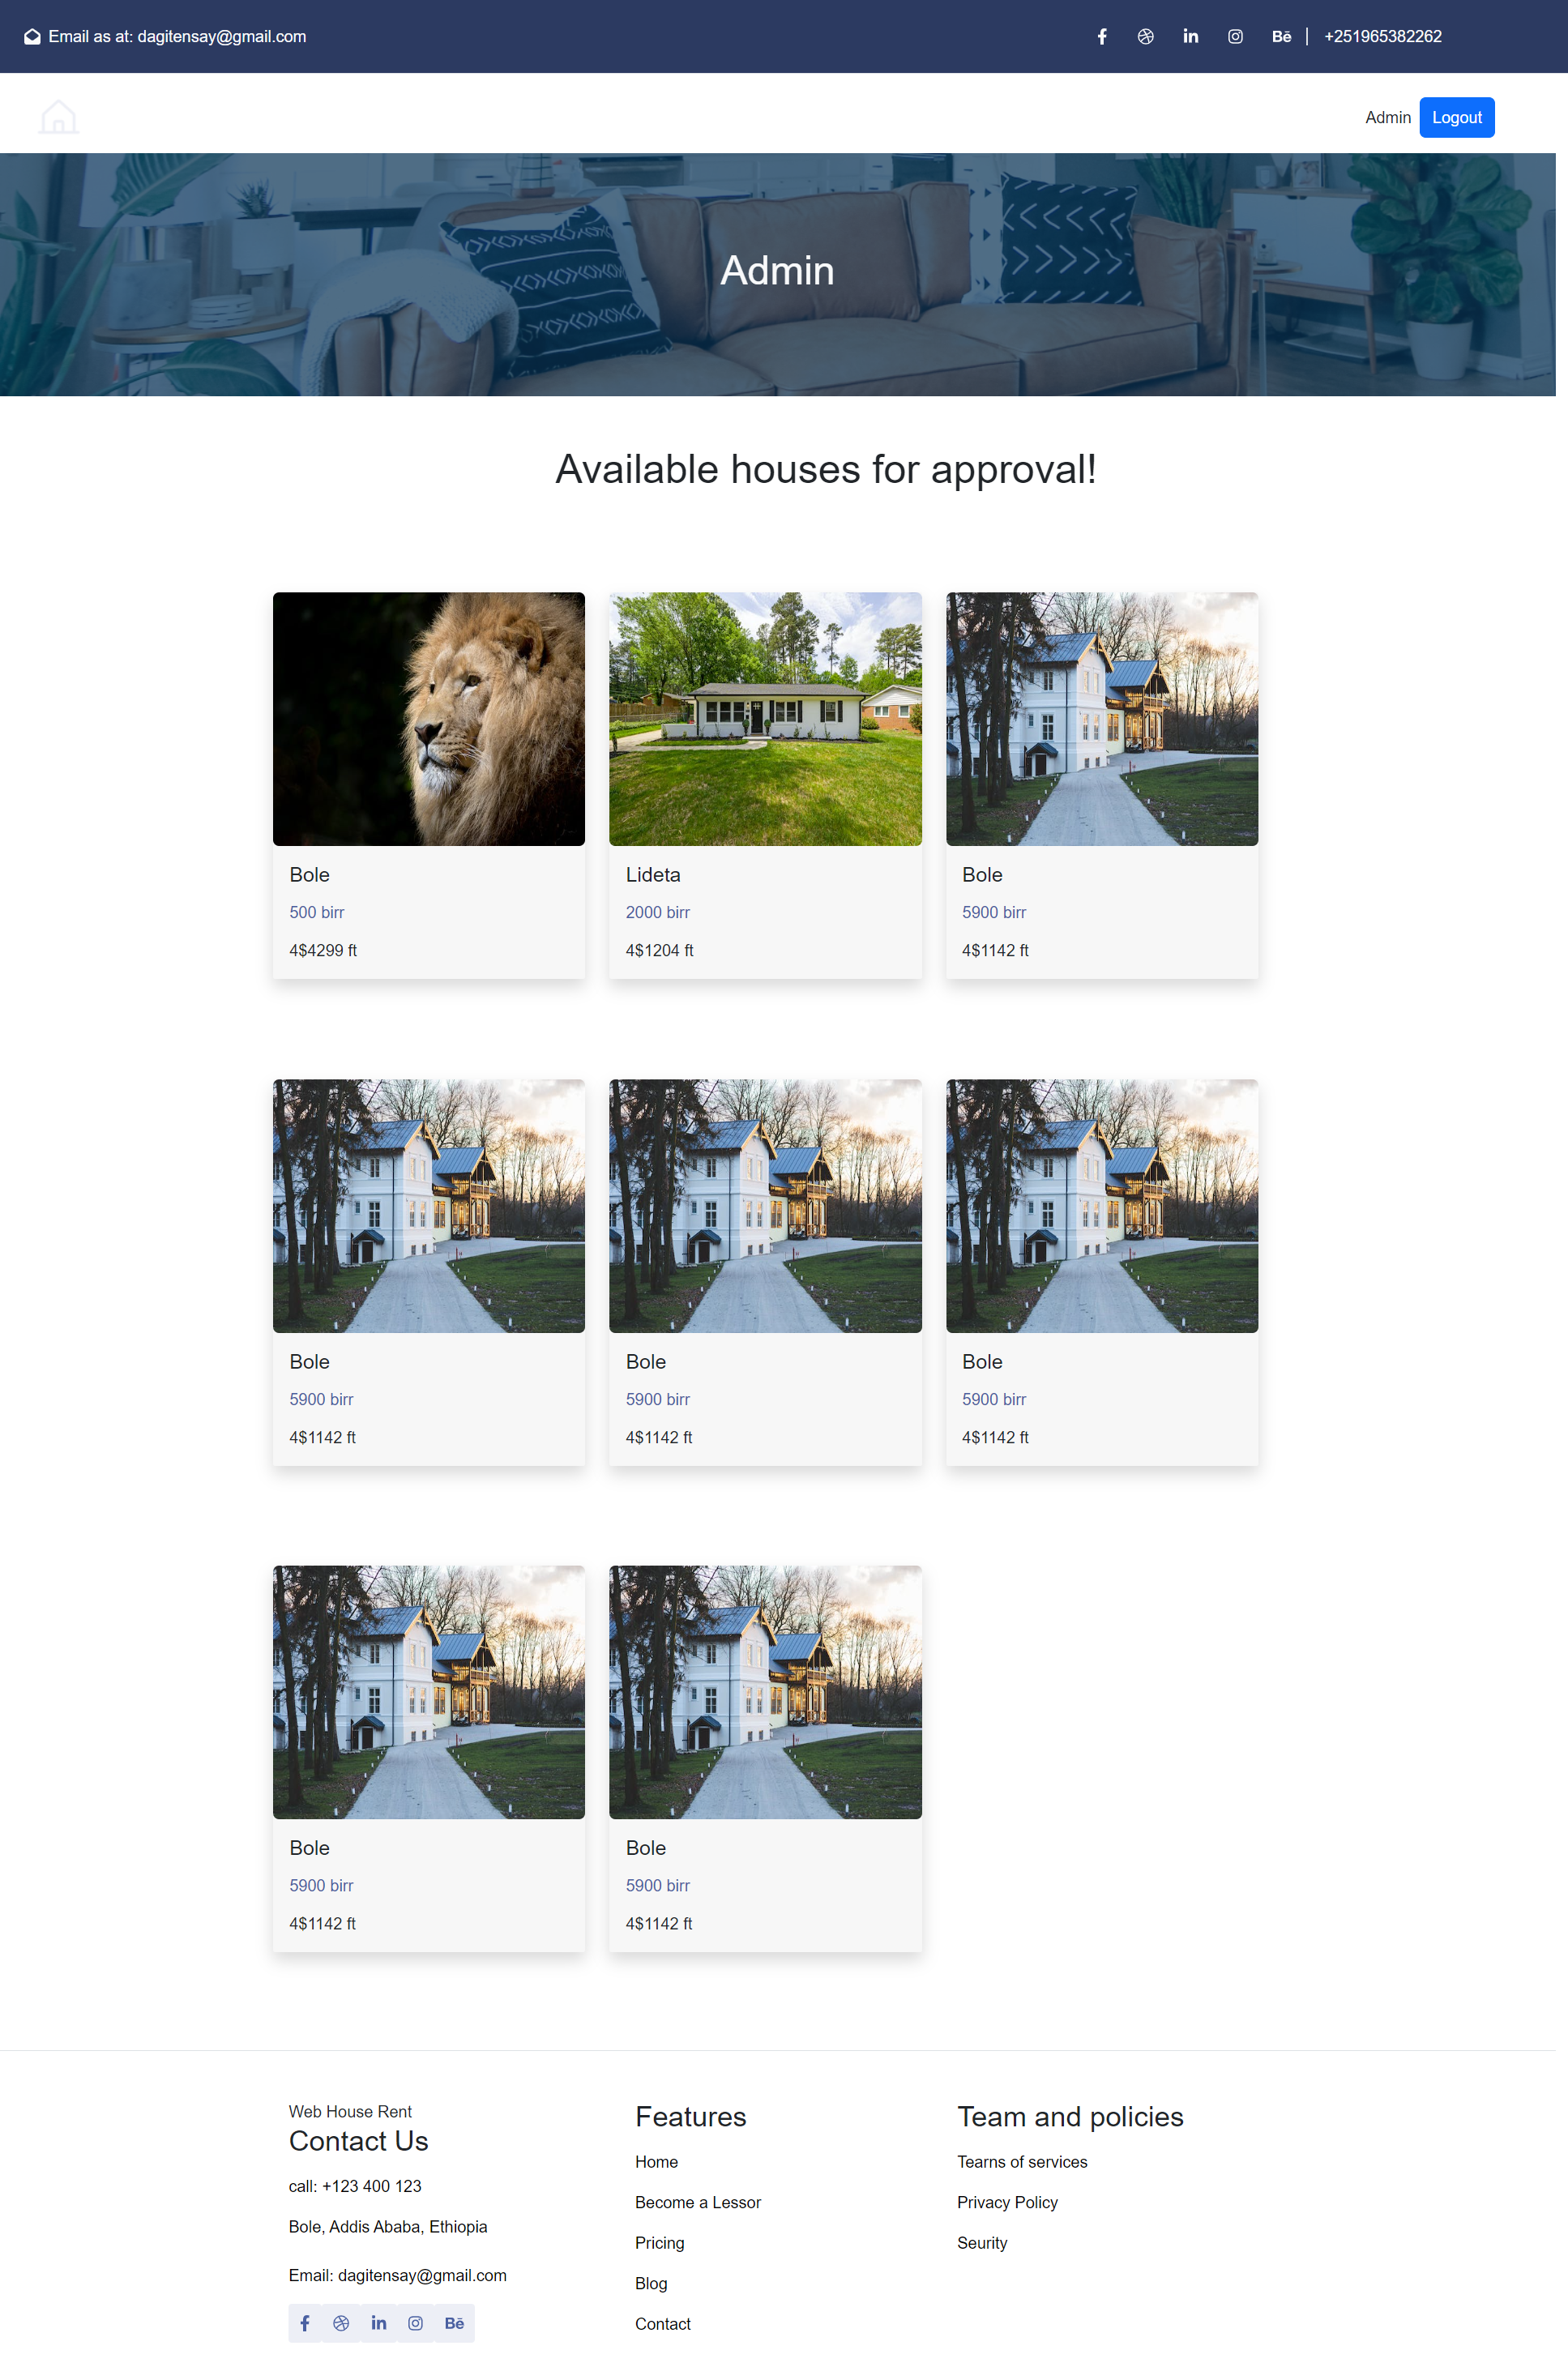 Email as at: dagitensay@gmail.com
Bē
+251965382262
Admin
Logout
Admin
Available houses for approval!
Bole
500 birr
4$4299 ft
Lideta
2000 birr
4$1204 ft
Bole
5900 birr
4$1142 ft
Bole
5900 birr
4$1142 ft
Bole
5900 birr
4$1142 ft
Bole
5900 birr
4$1142 ft
Bole
5900 birr
4$1142 ft
Bole
5900 birr
4$1142 ft
Web House Rent
Contact Us
call: +123 400 123
Bole, Addis Ababa, Ethiopia
Email: dagitensay@gmail.com
Bē
Features
Home
Become a Lessor
Pricing
Blog
Contact
Team and policies
Tearns of services
Privacy Policy
Seurity